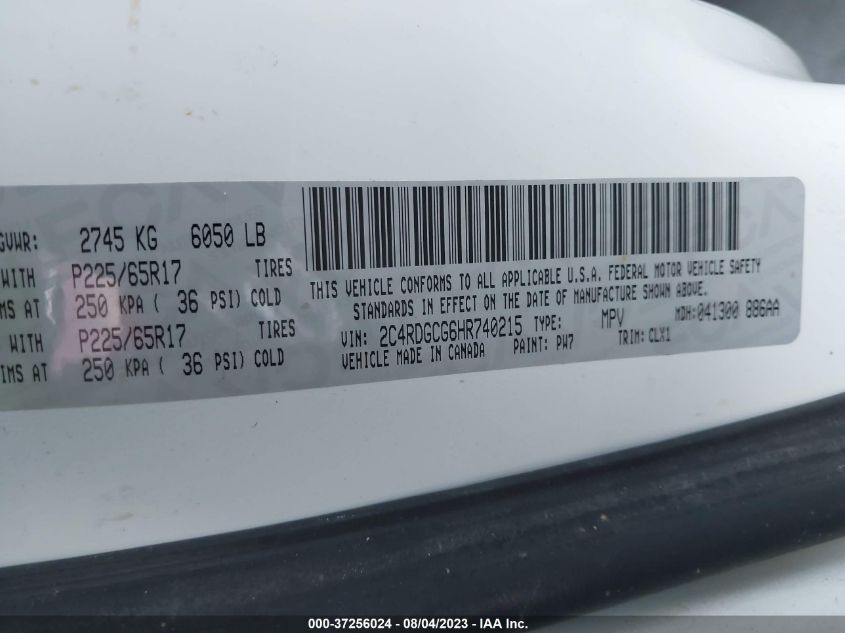 GVWR: 2745 KG 6050 LB
WITH P225/65R17 TIRES
IMS AT 250 KPA ( 36 PSI) COLD
WITH P225/65R17 TIRES
IMS AT 250 KPA ( 36 PSI) COLD
THIS VEHICLE CONFORMS TO ALL APPLICABLE U.S.A. FEDERAL MOTOR VEHICLE SAFETY
STANDARDS IN EFFECT ON THE DATE OF MANUFACTURE SHOWN ABOVE.
VIN: 2C4RDGCG6HR740215 TYPE: MPV MDH:041300 886AA
VEHICLE MADE IN CANADA PAINT: PW7 TRIM: CLX1
000-37256024 - 08/04/2023 - IAA Inc.